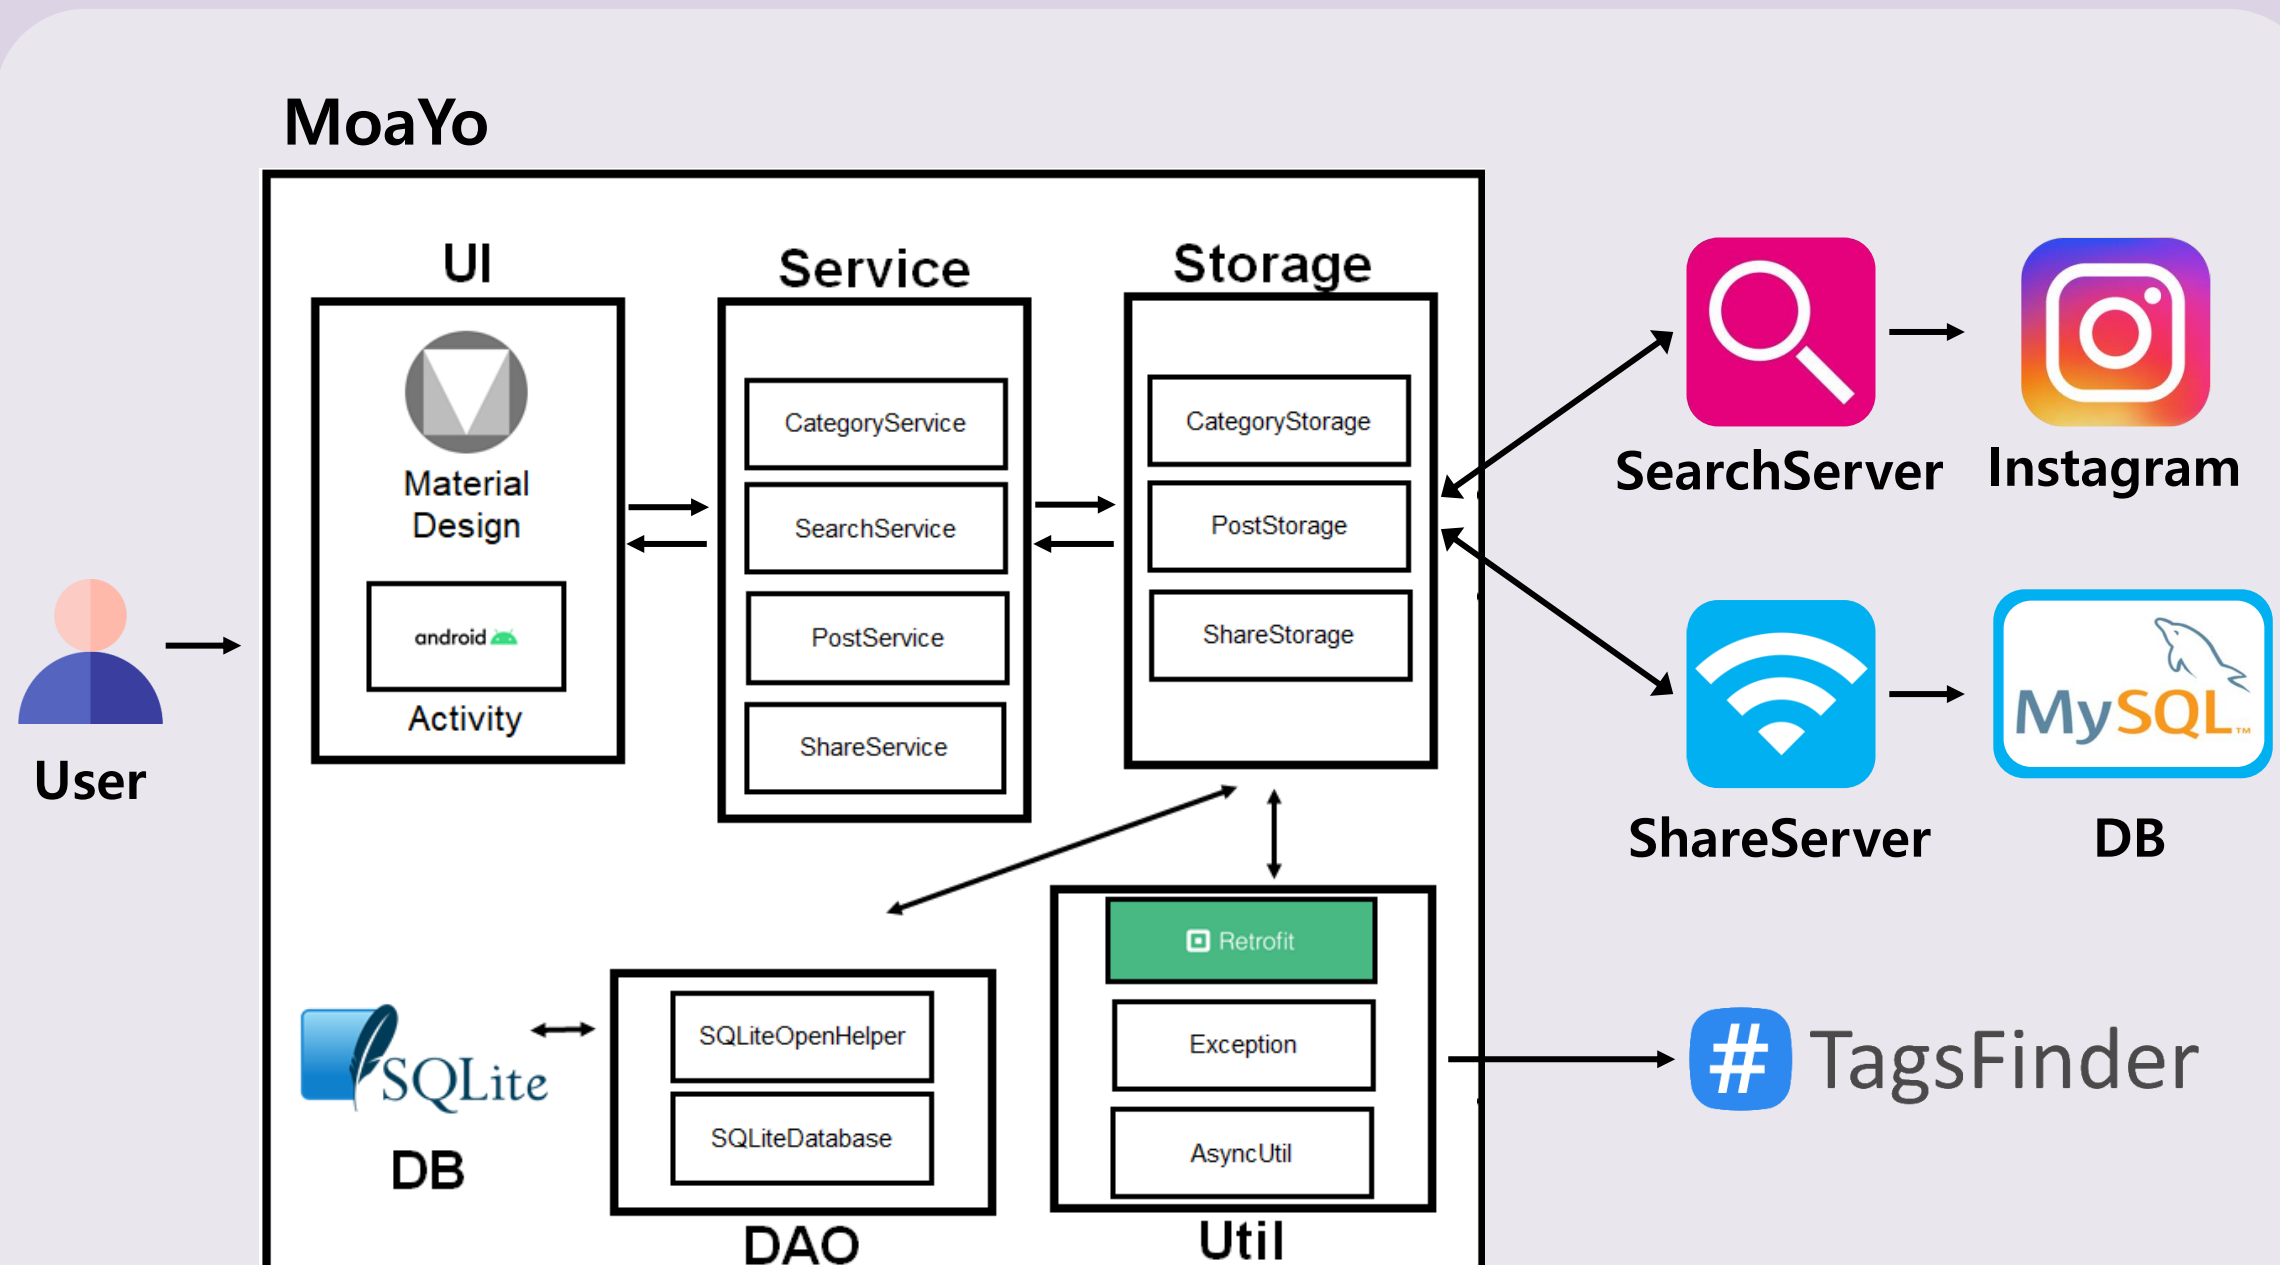 MoaYo
UI
Material
Design
android
Activity
Service
CategoryService
SearchService
PostService
ShareService
Storage
CategoryStorage
PostStorage
ShareStorage
SearchServer
Instagram
User
ShareServer
MySQL™
DB
SQLite
DB
SQLiteOpenHelper
SQLiteDatabase
DAO
Retrofit
Exception
AsyncUtil
Util
# TagsFinder